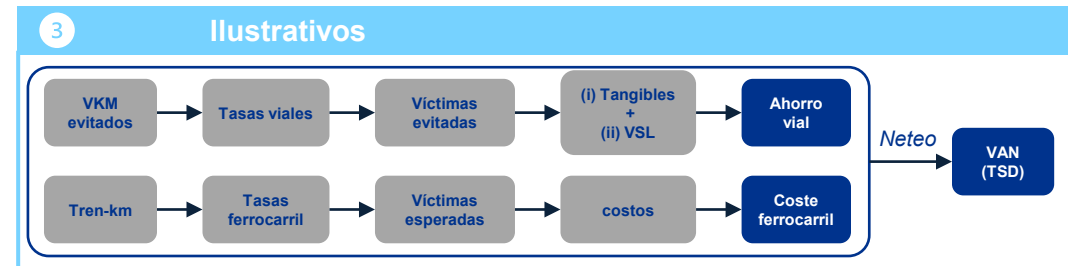 3
Ilustrativos
VKM
evitados
Tasas viales
Víctimas
evitadas
(i) Tangibles
+
(ii) VSL
Ahorro
vial
Neteo
VAN
(TSD)
Tren-km
Tasas
ferrocarril
Víctimas
esperadas
costos
Coste
ferrocarril